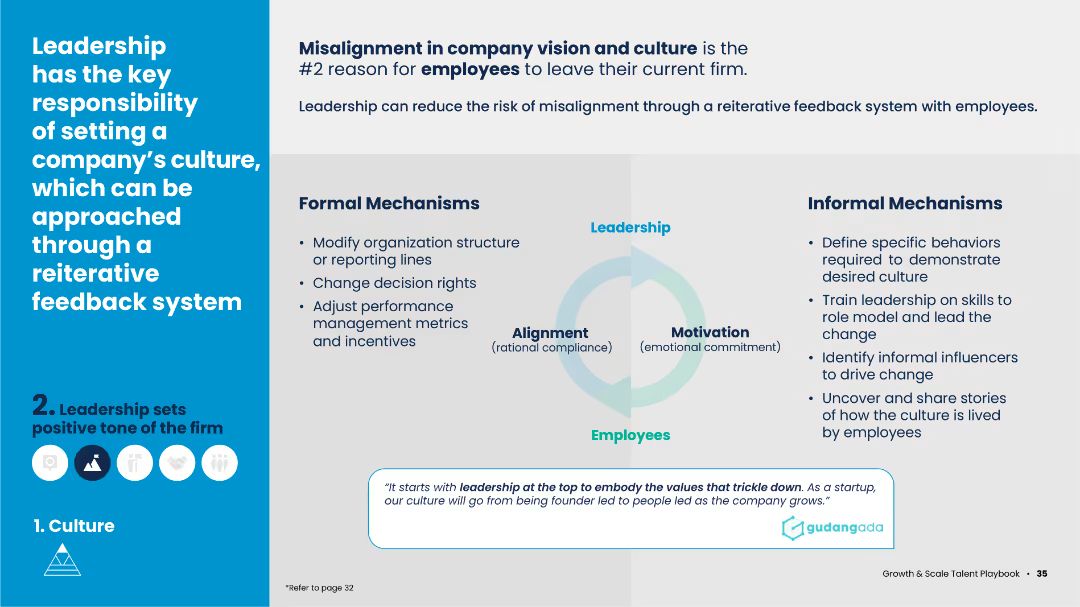 Leadership
has the key
responsibility
of setting a
company's culture,
which can be
approached
through a
reiterative
feedback system
2. Leadership sets
positive tone of the firm
1. Culture
Misalignment in company vision and culture is the
#2 reason for employees to leave their current firm.
Leadership can reduce the risk of misalignment through a reiterative feedback system with employees.
Formal Mechanisms
• Modify organization structure
or reporting lines
• Change decision rights
• Adjust performance
management metrics
and incentives
Leadership
Alignment
(rational compliance)
Motivation
(emotional commitment)
Employees
Informal Mechanisms
• Define specific behaviors
required to demonstrate
desired culture
• Train leadership on skills to
role model and lead the
change
• Identify informal influencers
to drive change
• Uncover and share stories
of how the culture is lived
by employees
"It starts with leadership at the top to embody the values that trickle down. As a startup,
our culture will go from being founder led to people led as the company grows."
gudangada
*Refer to page 32
Growth & Scale Talent Playbook • 35